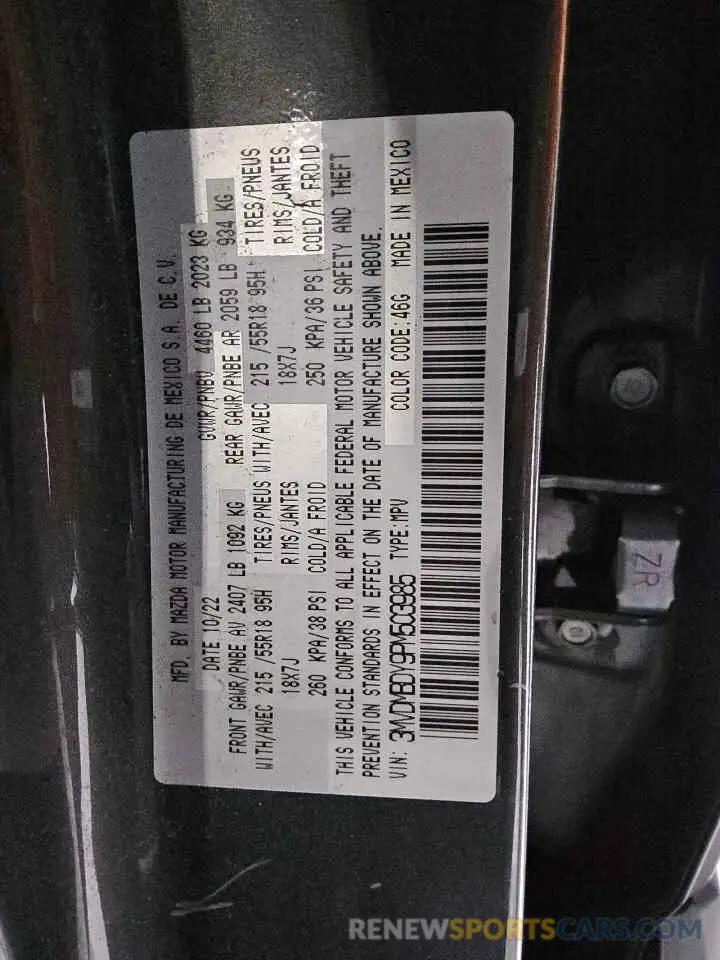 MFD. BY MAZDA MOTOR MANUFACTURING DE MEXICO S.A. DE C.V.
DATE 10/22 GVWR/PNBV 4460 LB 2023 KG
FRONT GAWR/PNBE AV 2407 LB 1092 KG REAR GAWR/PNBE AR 2059 LB 934 KG
WITH/AVEC 215 /55R18 95H TIRES/PNEUS WITH/AVEC 215 /55R18 95H TIRES/PNEUS
18X7J RIMS/JANTES 18X7J RIMS/JANTES
260 KPA/38 PSI COLD/A FROID 250 KPA/36 PSI COLD/A FROID
THIS VEHICLE CONFORMS TO ALL APPLICABLE FEDERAL MOTOR VEHICLE SAFETY AND THEFT
PREVENTION STANDARDS IN EFFECT ON THE DATE OF MANUFACTURE SHOWN ABOVE.
VIN: 3MVDMBDY9PM503985 TYPE: MPV COLOR CODE: 46G MADE IN MEXICO
ZR
RENEWSPORTSCARS.COM